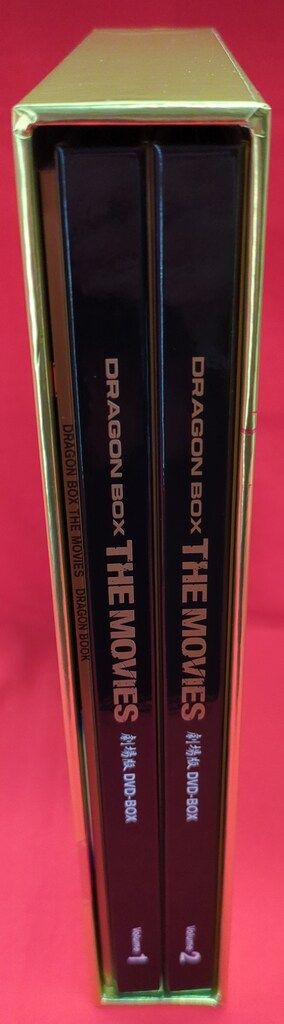 DRAGON BOX THE MOVIES DRAGON BOOK
DRAGON BOX THE MOVIES 劇場版 DVD-BOX Volume 1
DRAGON BOX THE MOVIES 劇場版 DVD-BOX Volume 2